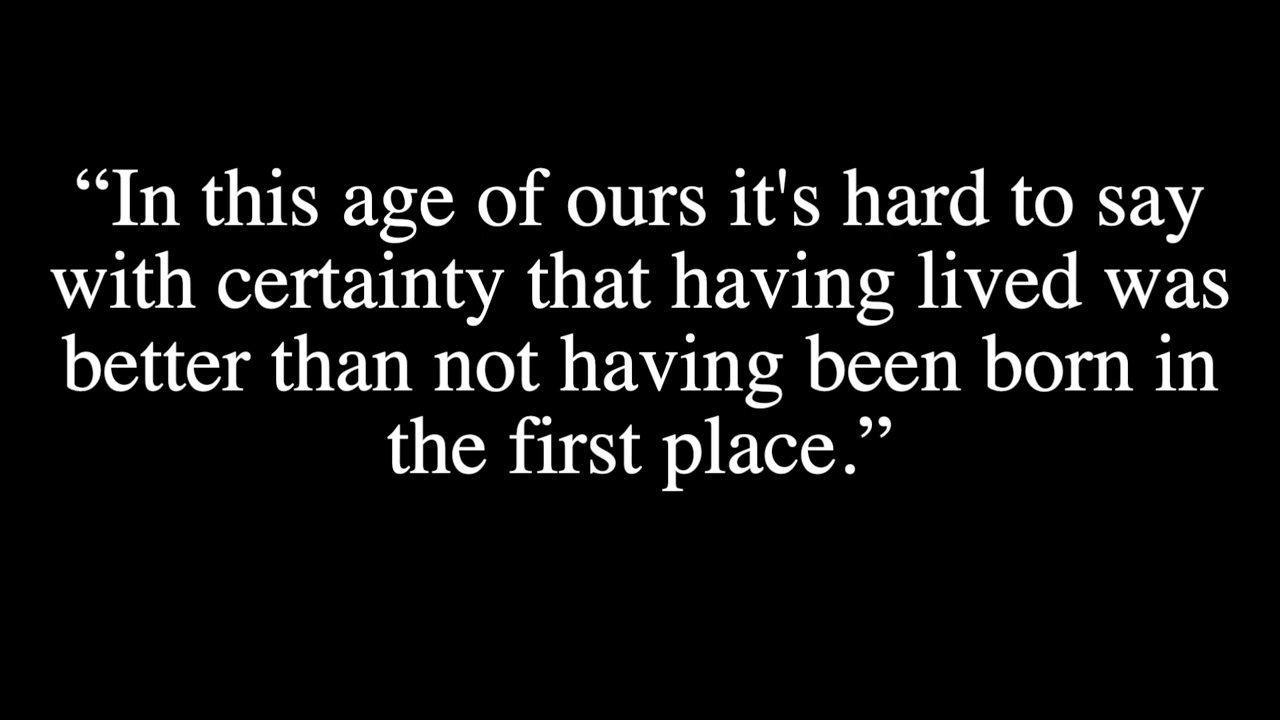 “In this age of ours it's hard to say
with certainty that having lived was
better than not having been born in
the first place.”